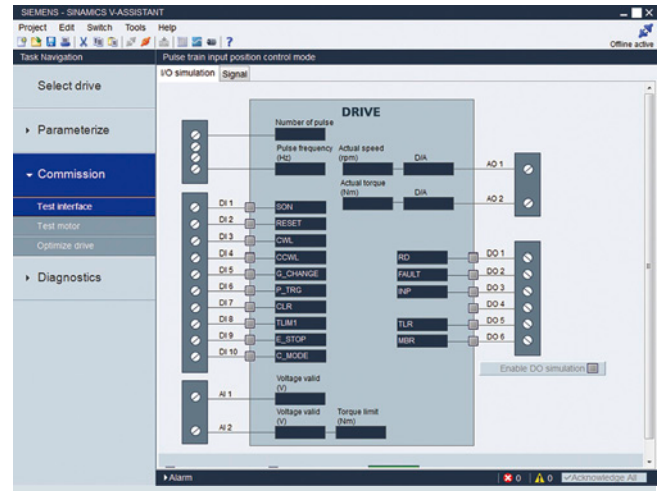 SIEMENS - SINAMICS V-ASSISTANT
Project Edit Switch Tools Help
Offline active
Task Navigation
Pulse train input position control mode
Select drive
Parameterize
Commission
Test interface
Test motor
Optimize drive
Diagnostics
I/O simulation Signal
DRIVE
Number of pulse
Pulse frequency (Hz)
Actual speed (rpm)
D/A
AO 1
Actual torque (Nm)
D/A
AO 2
DI 1 SON
DI 2 RESET
DI 3 CWL
DI 4 CCWL
DI 5 G_CHANGE
DI 6 P_TRG
DI 7 CLR
DI 8 TLIM1
DI 9 E_STOP
DI 10 C_MODE
RD DO 1
FAULT DO 2
INP DO 3
DO 4
TLR DO 5
MBR DO 6
Enable DO simulation
Voltage valid (V)
AI 1
Voltage valid (V)
Torque limit (Nm)
AI 2
Alarm
0
0
Acknowledge All